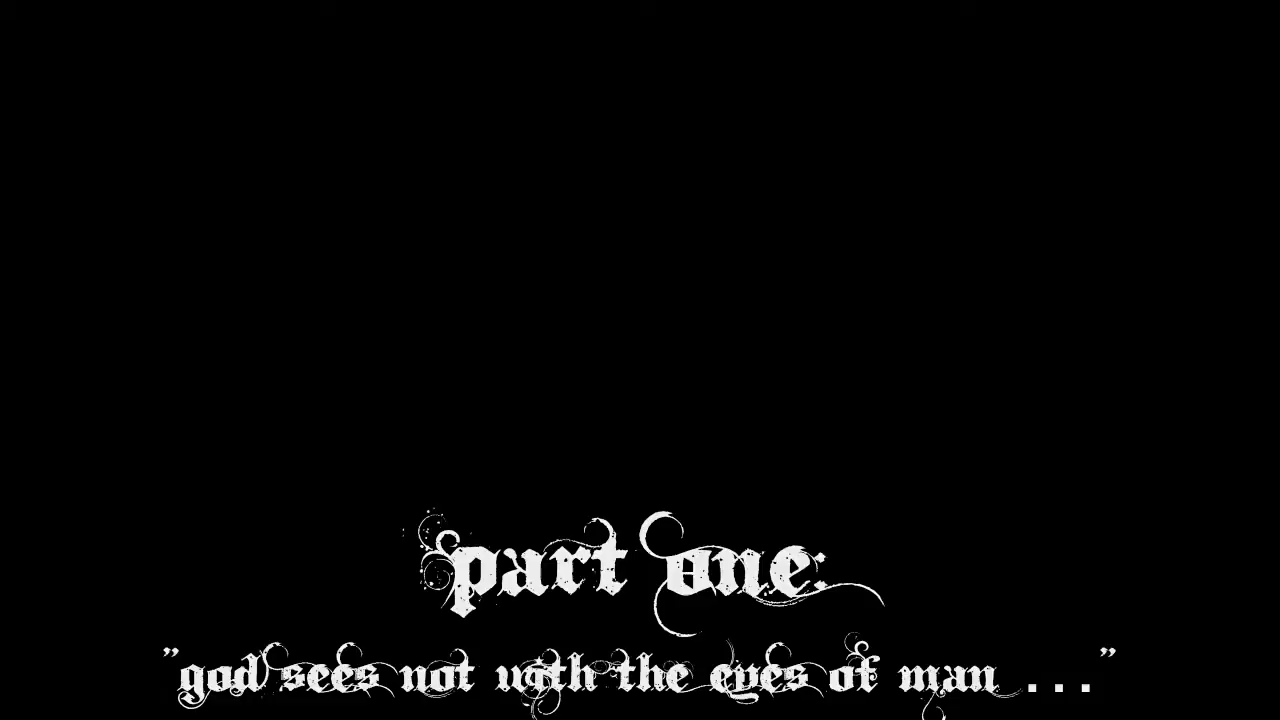 part one:
"god sees not with the eyes of man . . ."